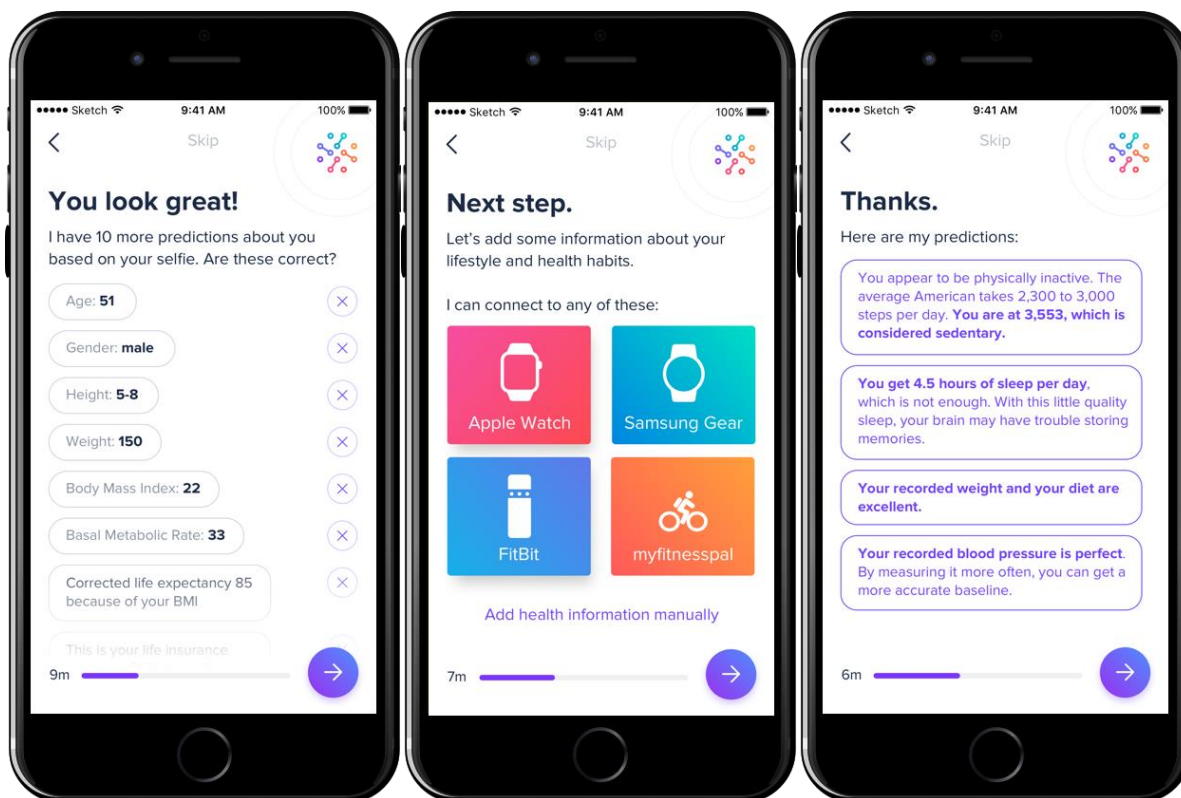 ●●●●● Sketch 9:41 AM 100%
Skip
You look great!
I have 10 more predictions about you
based on your selfie. Are these correct?
Age: 51
Gender: male
Height: 5-8
Weight: 150
Body Mass Index: 22
Basal Metabolic Rate: 33
Corrected life expectancy 85
because of your BMI
This is your life insurance
9m
●●●●● Sketch 9:41 AM 100%
Skip
Next step.
Let's add some information about your
lifestyle and health habits.
I can connect to any of these:
Apple Watch
Samsung Gear
FitBit
myfitnesspal
Add health information manually
7m
●●●●● Sketch 9:41 AM 100%
Skip
Thanks.
Here are my predictions:
You appear to be physically inactive. The
average American takes 2,300 to 3,000
steps per day. You are at 3,553, which is
considered sedentary.
You get 4.5 hours of sleep per day,
which is not enough. With this little quality
sleep, your brain may have trouble storing
memories.
Your recorded weight and your diet are
excellent.
Your recorded blood pressure is perfect.
By measuring it more often, you can get a
more accurate baseline.
6m